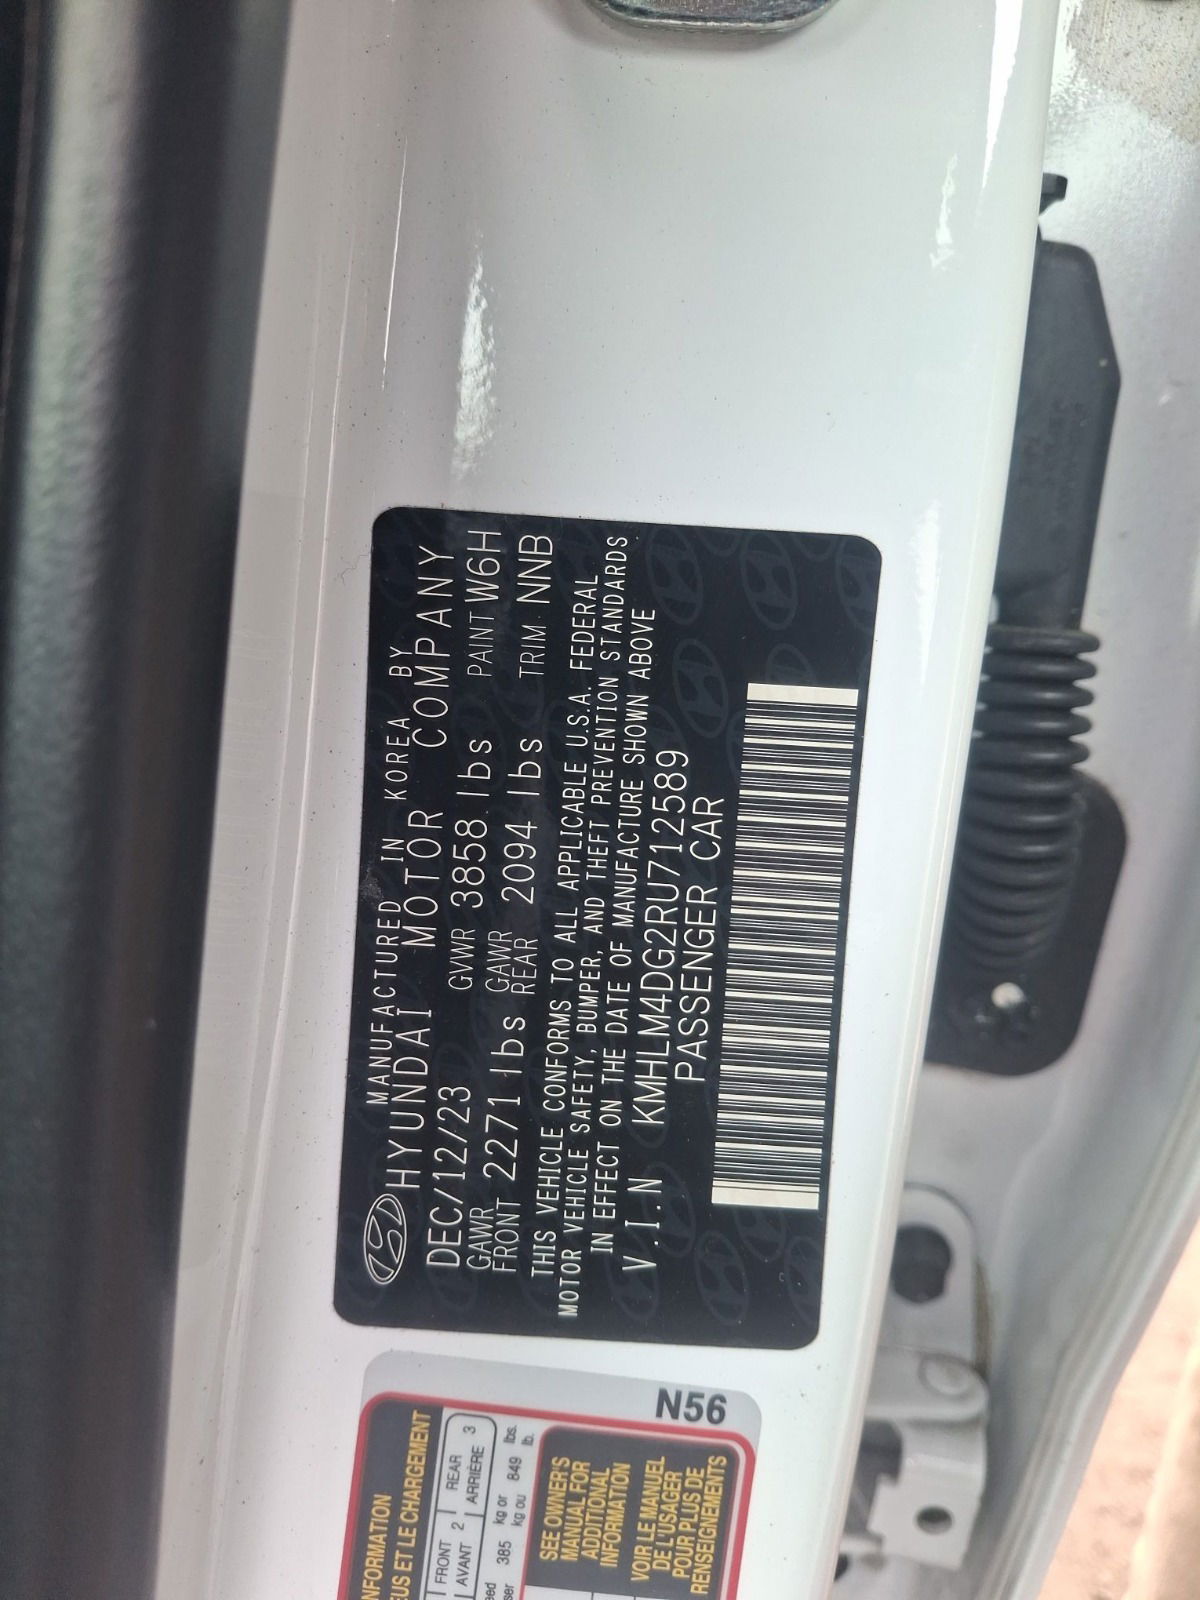 MANUFACTURED IN KOREA BY
HYUNDAI MOTOR COMPANY
DEC/12/23 GVWR 3858 lbs PAINT W6H
GAWR FRONT 2271 lbs GAWR REAR 2094 lbs TRIM NNB
THIS VEHICLE CONFORMS TO ALL APPLICABLE U.S.A. FEDERAL
MOTOR VEHICLE SAFETY, BUMPER, AND THEFT PREVENTION STANDARDS
IN EFFECT ON THE DATE OF MANUFACTURE SHOWN ABOVE
V.I.N KMHLM4DG2RU712589
PASSENGER CAR
NFORMATION
EUS ET LE CHARGEMENT
FRONT 2 REAR 3
AVANT ARRIÈRE
eed 385 kg or 849 lbs.
ser kg ou lb.
SEE OWNER'S
MANUAL FOR
ADDITIONAL
INFORMATION
VOIR LE MANUEL
DE L'USAGER
POUR PLUS DE
RENSEIGNEMENTS
N56